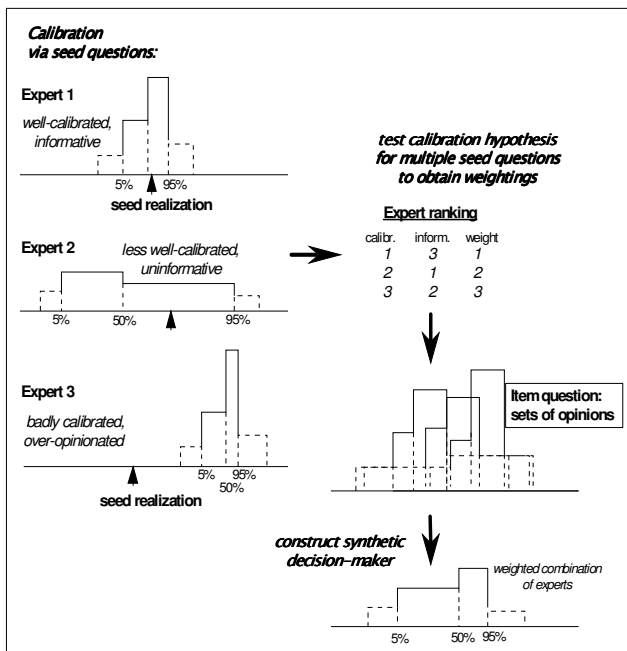 Calibration
via seed questions:
Expert 1
well-calibrated,
informative
5%
95%
seed realization
Expert 2
less well-calibrated,
uninformative
5%
50%
95%
Expert 3
badly calibrated,
over-opinionated
5%
95%
50%
seed realization
test calibration hypothesis
for multiple seed questions
to obtain weightings
Expert ranking
calibr. inform. weight
1 3 1
2 1 2
3 2 3
Item question:
sets of opinions
construct synthetic
decision-maker
weighted combination
of experts
5%
50%
95%